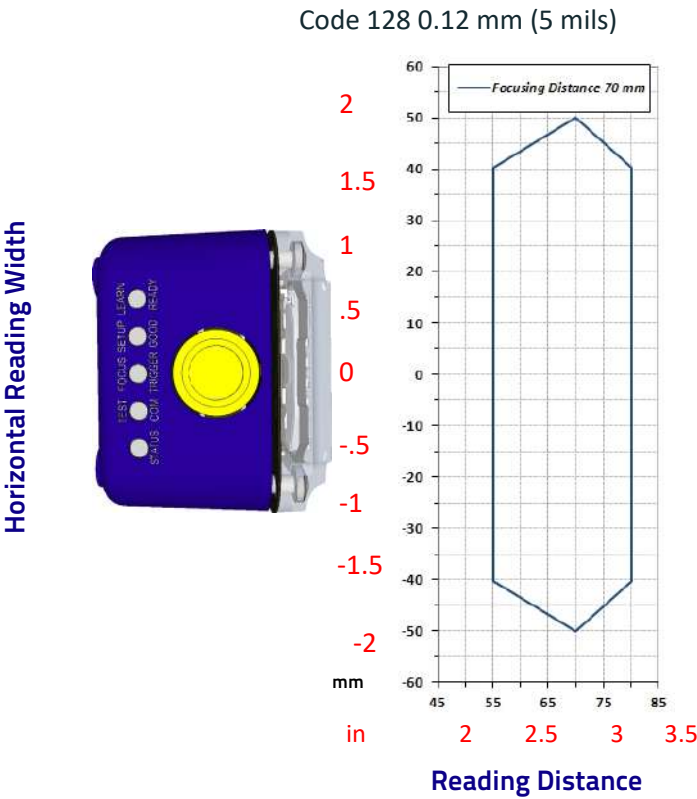 Code 128 0.12 mm (5 mils)
Focusing Distance 70 mm
Horizontal Reading Width
2
1.5
1
.5
0
-.5
-1
-1.5
-2
60
50
40
30
20
10
0
-10
-20
-30
-40
-50
-60
TEST FOCUS SETUP LEARN
STATUS COM TRIGGER GOOD READY
mm
45 55 65 75 85
in 2 2.5 3 3.5
Reading Distance